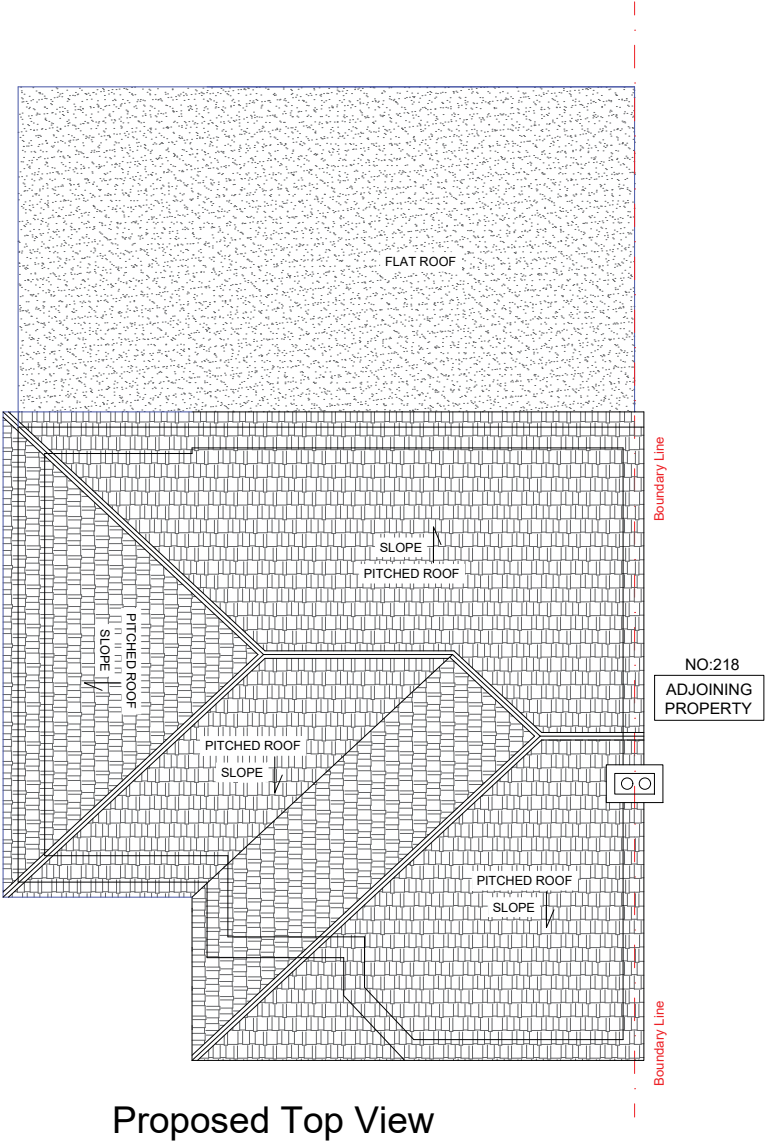 FLAT ROOF
Boundary Line
SLOPE
PITCHED ROOF
PITCHED ROOF
SLOPE
NO:218
ADJOINING
PROPERTY
PITCHED ROOF
SLOPE
PITCHED ROOF
SLOPE
Boundary Line
Proposed Top View